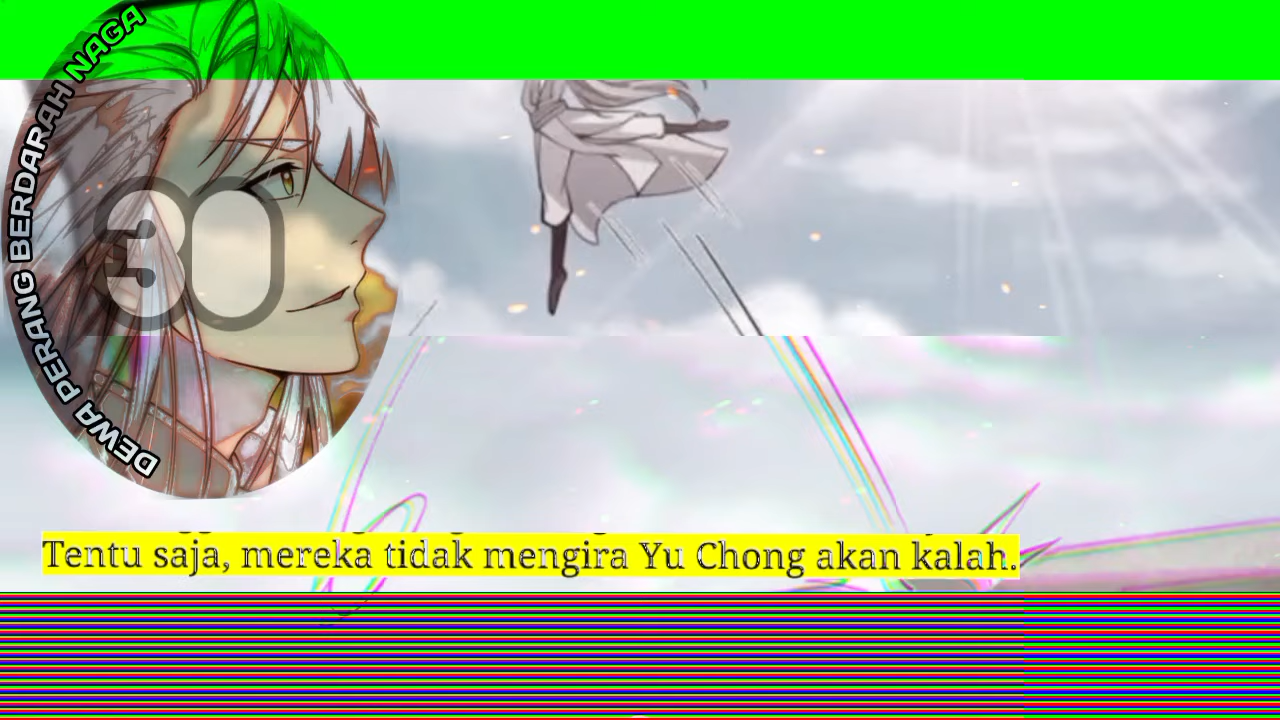 DEWA PERANG BERDARAH NAGA
30
Tentu saja, mereka tidak mengira Yu Chong akan kalah.